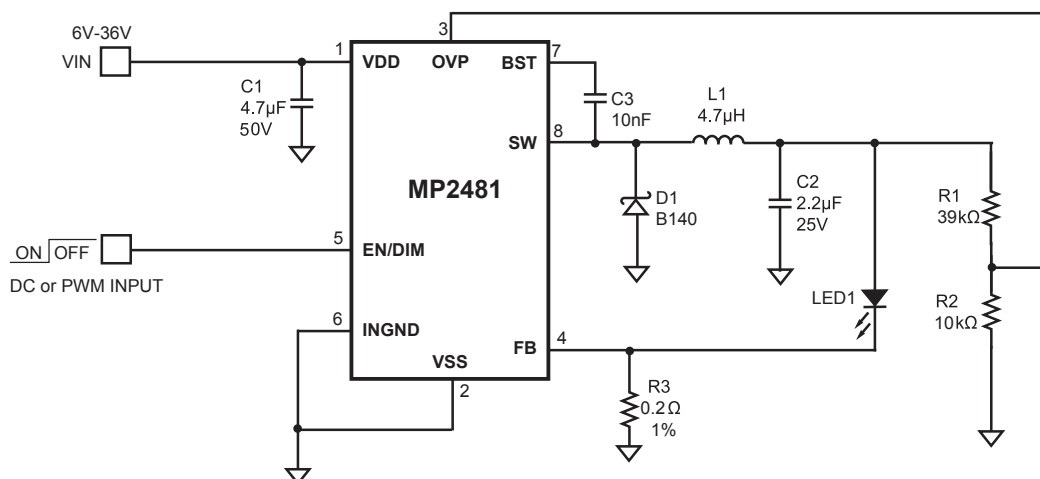 6V-36V
VIN
1
VDD
3
OVP
7
BST
C1
4.7µF
50V
C3
10nF
L1
4.7µH
8
SW
MP2481
D1
B140
C2
2.2µF
25V
R1
39kΩ
ON OFF
5
EN/DIM
DC or PWM INPUT
LED1
R2
10kΩ
6
INGND
FB
4
VSS
2
R3
0.2Ω
1%